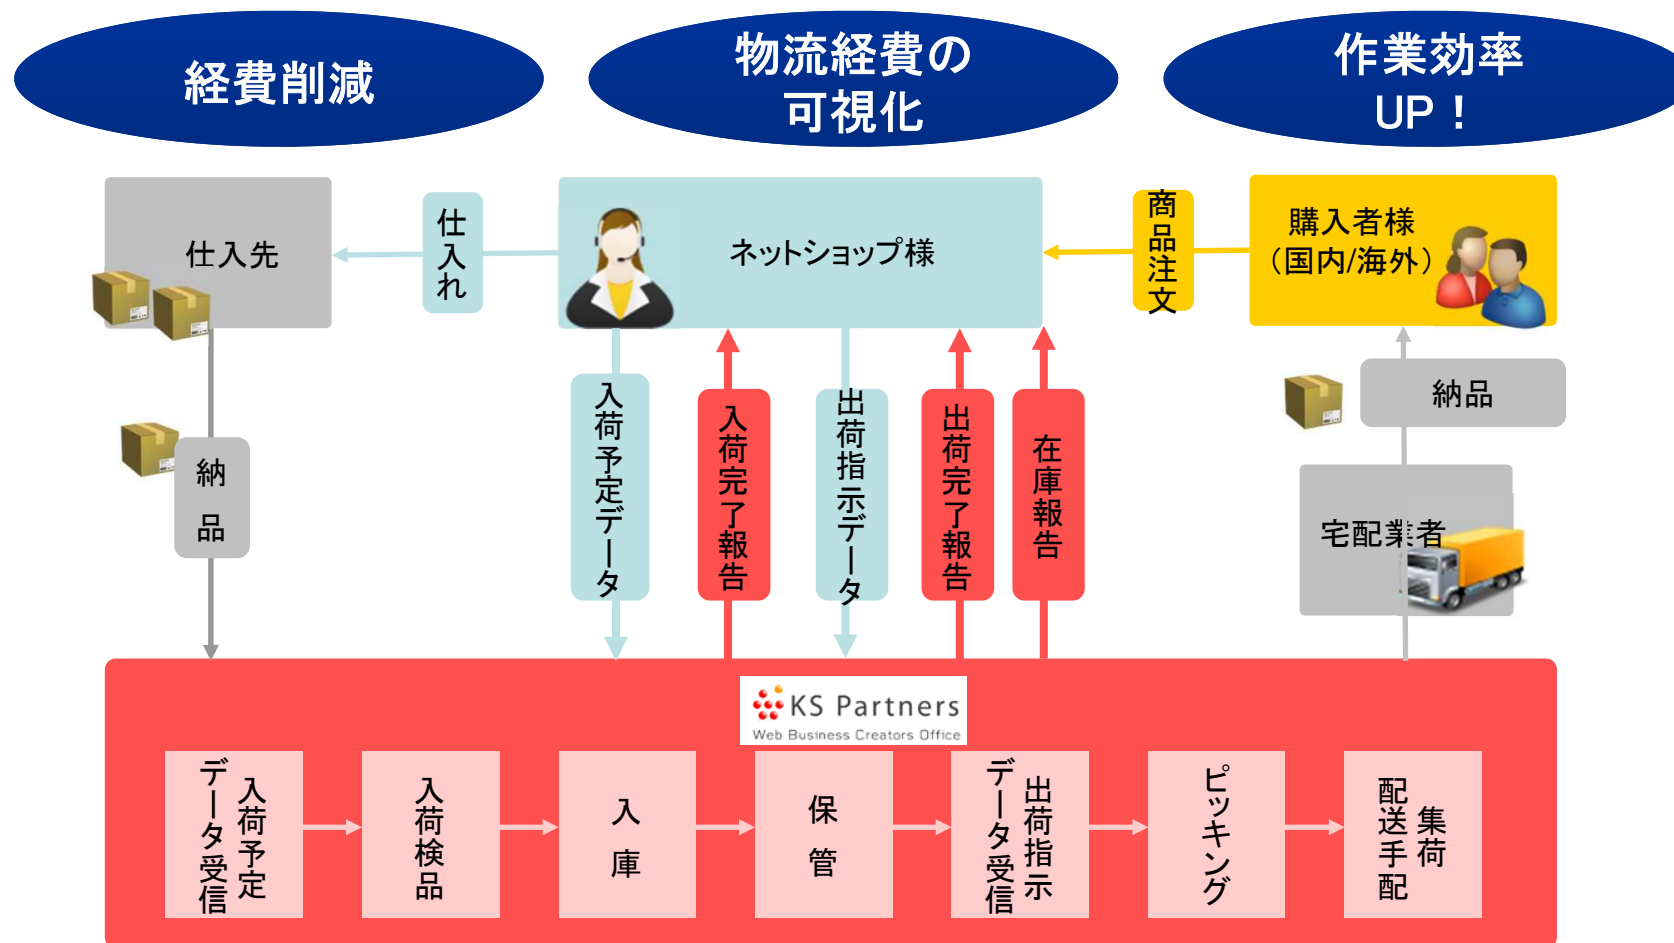 経費削減
物流経費の
可視化
作業効率
UP！
仕入先
仕入れ
ネットショップ様
商品注文
購入者様
（国内/海外）
納品
入荷予定データ
入荷完了報告
出荷指示データ
出荷完了報告
在庫報告
納品
宅配業者
KS Partners
Web Business Creators Office
入荷予定
データ受信
入荷検品
入庫
保管
出荷指示
データ受信
ピッキング
集荷
配送手配